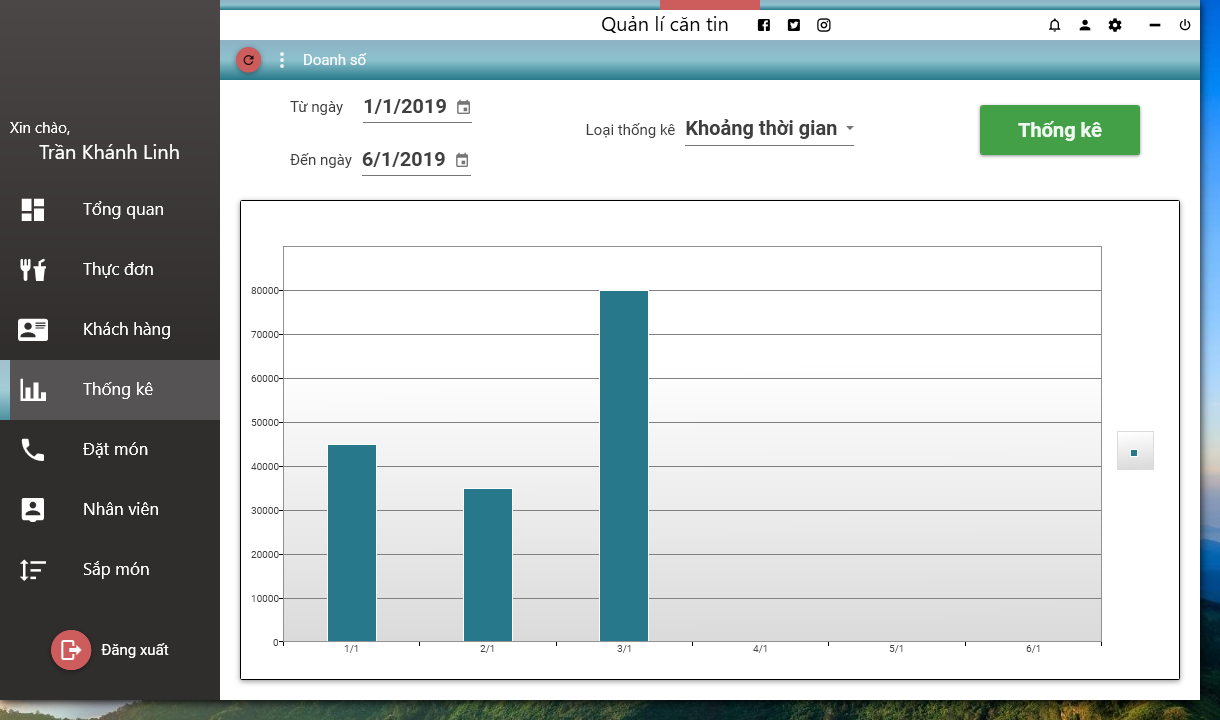 Quản lí căn tin
Doanh số
Xin chào,
Trần Khánh Linh
Tổng quan
Thực đơn
Khách hàng
Thống kê
Đặt món
Nhân viên
Sắp món
Đăng xuất
Từ ngày 1/1/2019
Đến ngày 6/1/2019
Loại thống kê Khoảng thời gian
Thống kê
80000
70000
60000
50000
40000
30000
20000
10000
0
1/1 2/1 3/1 4/1 5/1 6/1